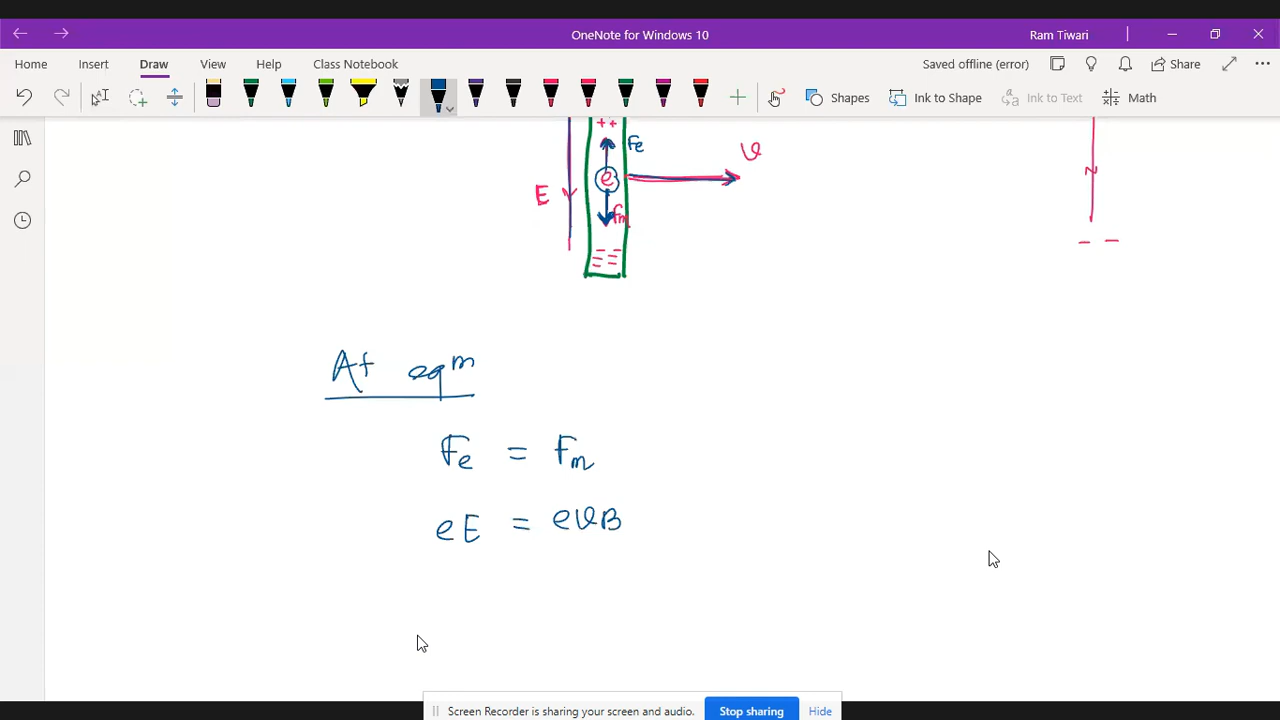 OneNote for Windows 10
Ram Tiwari
Home Insert Draw View Help Class Notebook
Saved offline (error) Share
Shapes Ink to Shape Ink to Text Math
++
Fe
e
E
Fm
v
At eqm
Fe = Fm
eE = evB
Screen Recorder is sharing your screen and audio. Stop sharing Hide